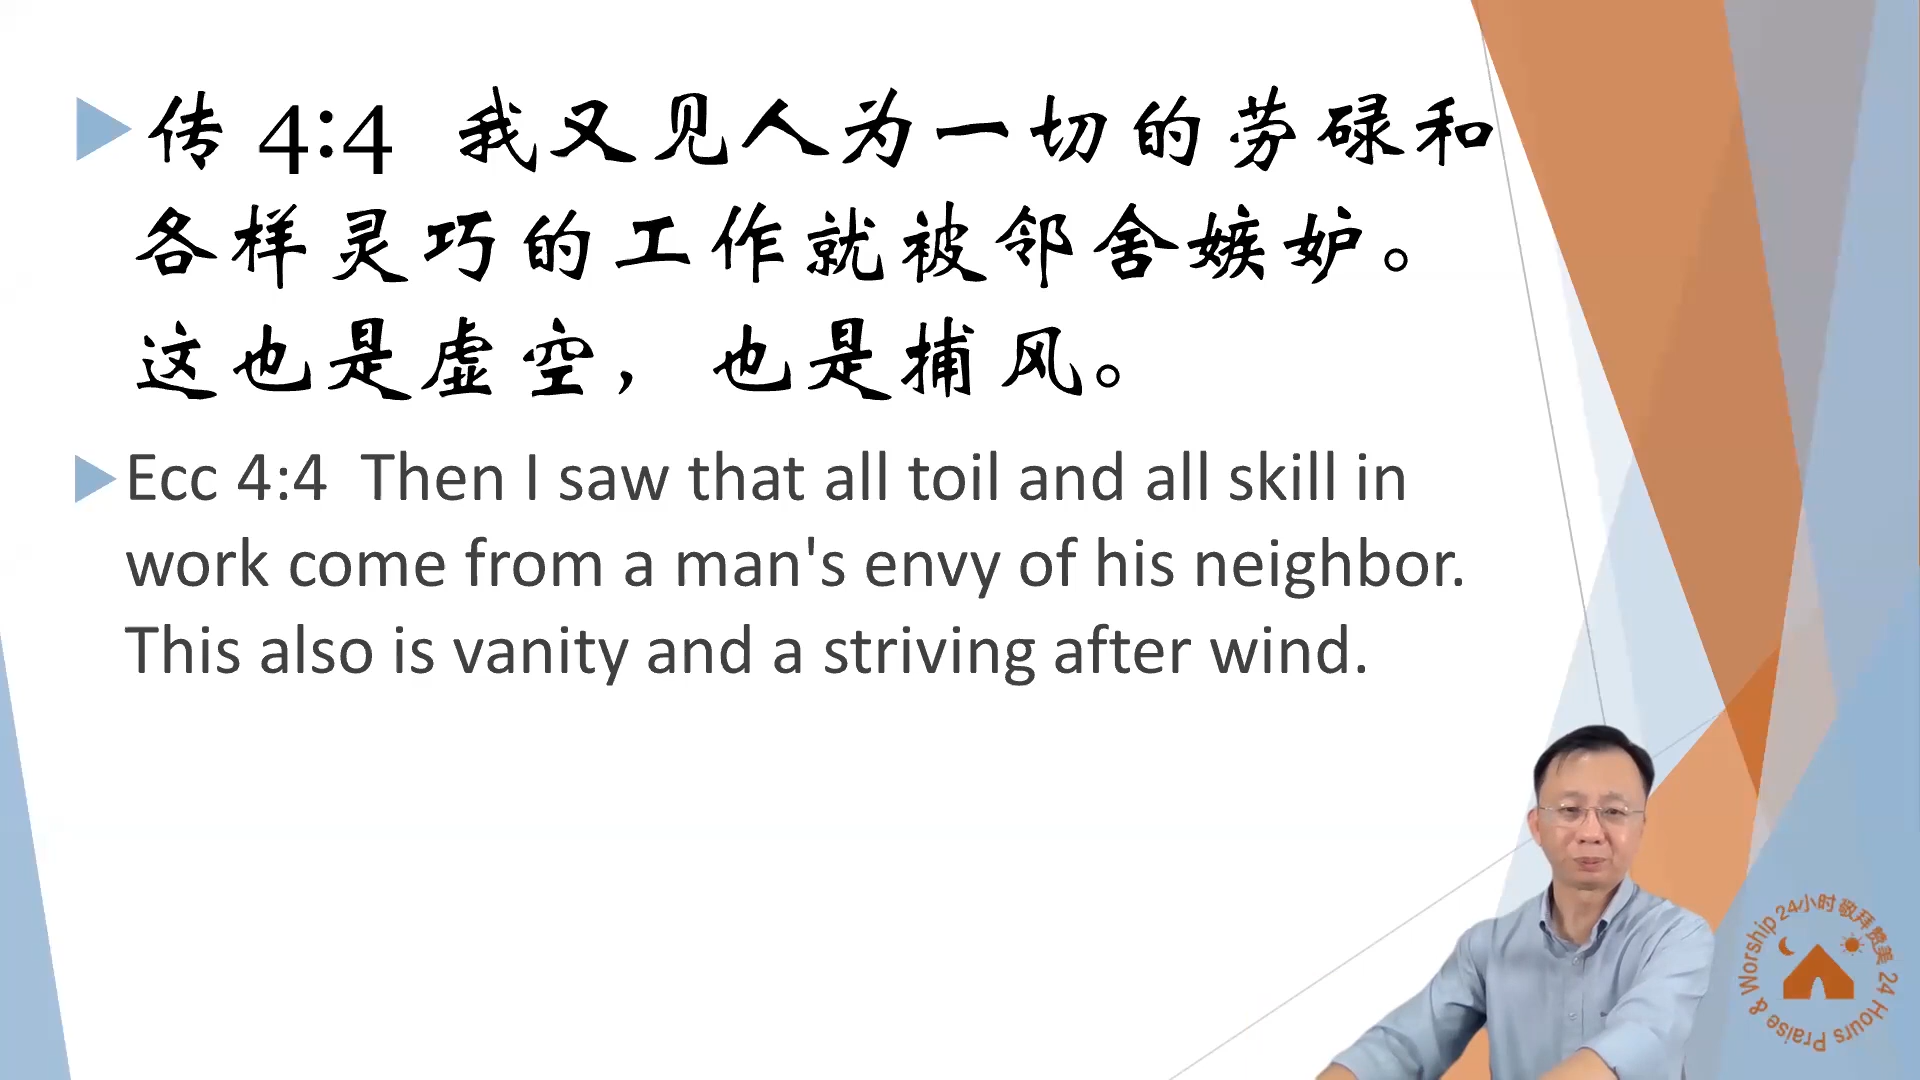 传 4:4 我又见人为一切的劳碌和
各样灵巧的工作就被邻舍嫉妒。
这也是虚空，也是捕风。
Ecc 4:4 Then I saw that all toil and all skill in
work come from a man's envy of his neighbor.
This also is vanity and a striving after wind.
24小时敬拜赞美 24 Hours Praise & Worship